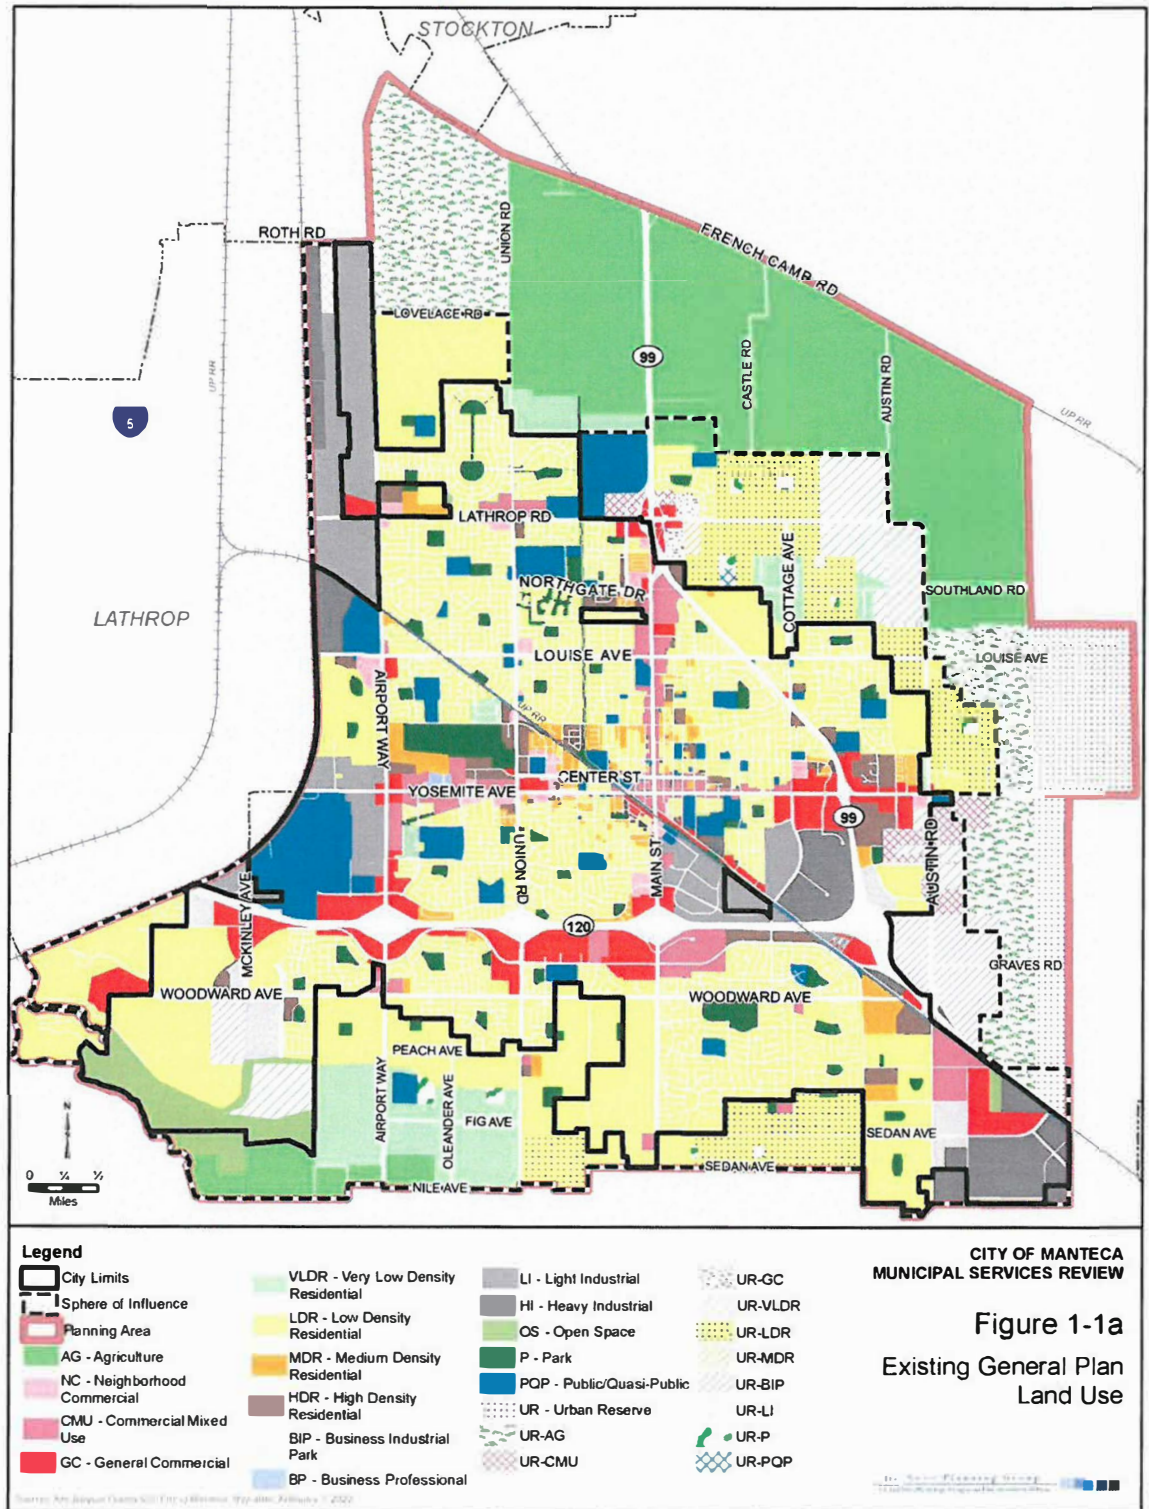 STOCKTON
ROTH RD
UNION RD
FRENCH CAMP RD
LOVELACE RD
99
CASTLE RD
AUSTIN RD
UP RR
UP RR
5
LATHROP RD
COTTAGE AVE
NORTHGATE DR
SOUTHLAND RD
LATHROP
LOUISE AVE
LOUISE AVE
AIRPORT WAY
UP RR
CENTER ST
YOSEMITE AVE
99
UNION RD
MAIN ST
AUSTIN RD
MCKINLEY AVE
120
GRAVES RD
WOODWARD AVE
WOODWARD AVE
PEACH AVE
AIRPORT WAY
OLEANDER AVE
FIG AVE
SEDAN AVE
SEDAN AVE
NILE AVE
N
0 ¼ ½
Miles
Legend
City Limits
Sphere of Influence
Planning Area
AG - Agriculture
NC - Neighborhood
Commercial
CMU - Commercial Mixed
Use
GC - General Commercial
VLDR - Very Low Density
Residential
LDR - Low Density
Residential
MDR - Medium Density
Residential
HDR - High Density
Residential
BIP - Business Industrial
Park
BP - Business Professional
LI - Light Industrial
HI - Heavy Industrial
OS - Open Space
P - Park
PQP - Public/Quasi-Public
UR - Urban Reserve
UR-AG
UR-CMU
UR-GC
UR-VLDR
UR-LDR
UR-MDR
UR-BIP
UR-LI
UR-P
UR-PQP
CITY OF MANTECA
MUNICIPAL SERVICES REVIEW
Figure 1-1a
Existing General Plan
Land Use